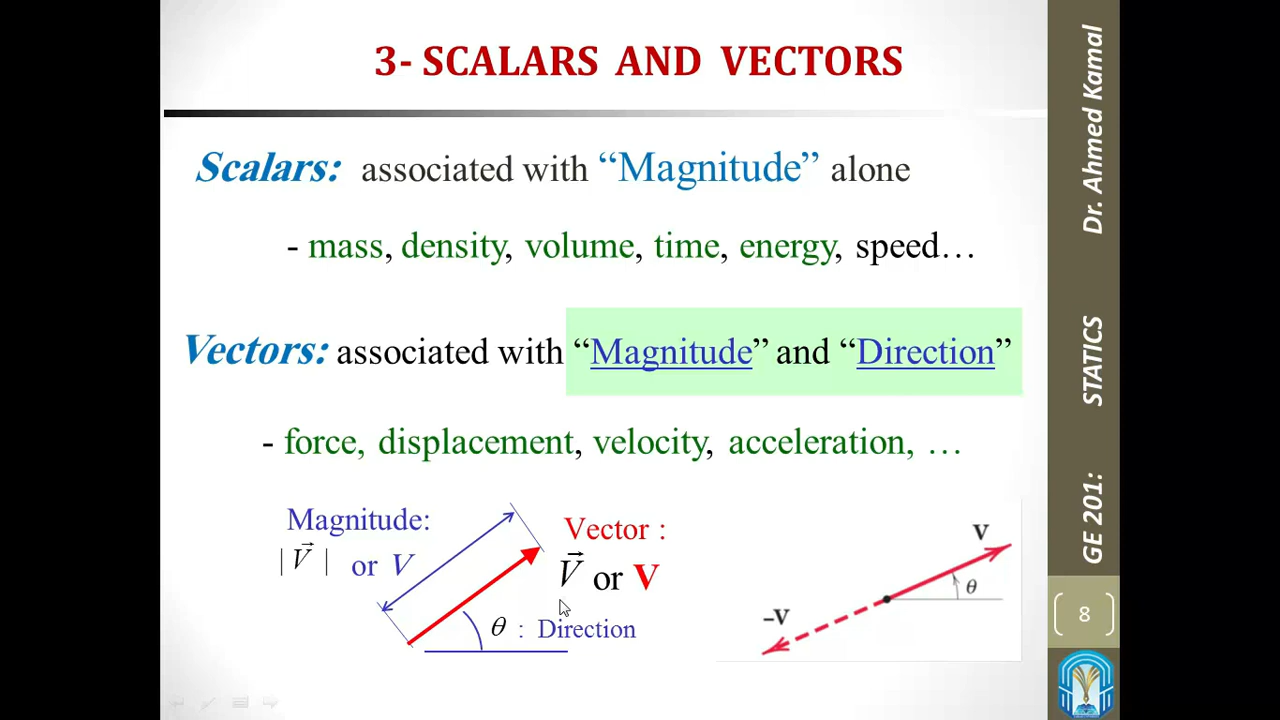 3- SCALARS AND VECTORS
Scalars: associated with “Magnitude” alone
- mass, density, volume, time, energy, speed…
Vectors: associated with “Magnitude” and “Direction”
- force, displacement, velocity, acceleration, …
Magnitude:
| V⃗ | or V
Vector :
V⃗ or V
θ : Direction
V
θ
–V
GE 201: STATICS Dr. Ahmed Kamal
8